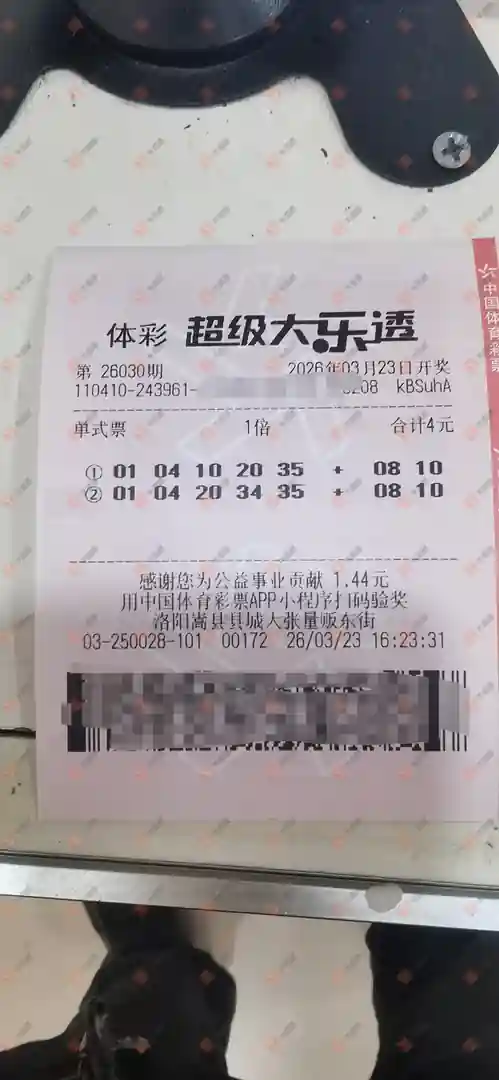 体彩 超级大乐透
第 26030期 2026年03月23日开奖
110410-243961- 0208 kBSuhA
单式票 1倍 合计4元
① 01 04 10 20 35 + 08 10
② 01 04 20 34 35 + 08 10
感谢您为公益事业贡献 1.44元
用中国体育彩票APP小程序扫码验奖
洛阳嵩县县城大张量贩东街
03-250028-101 00172 26/03/23 16:23:31
中国体育彩票